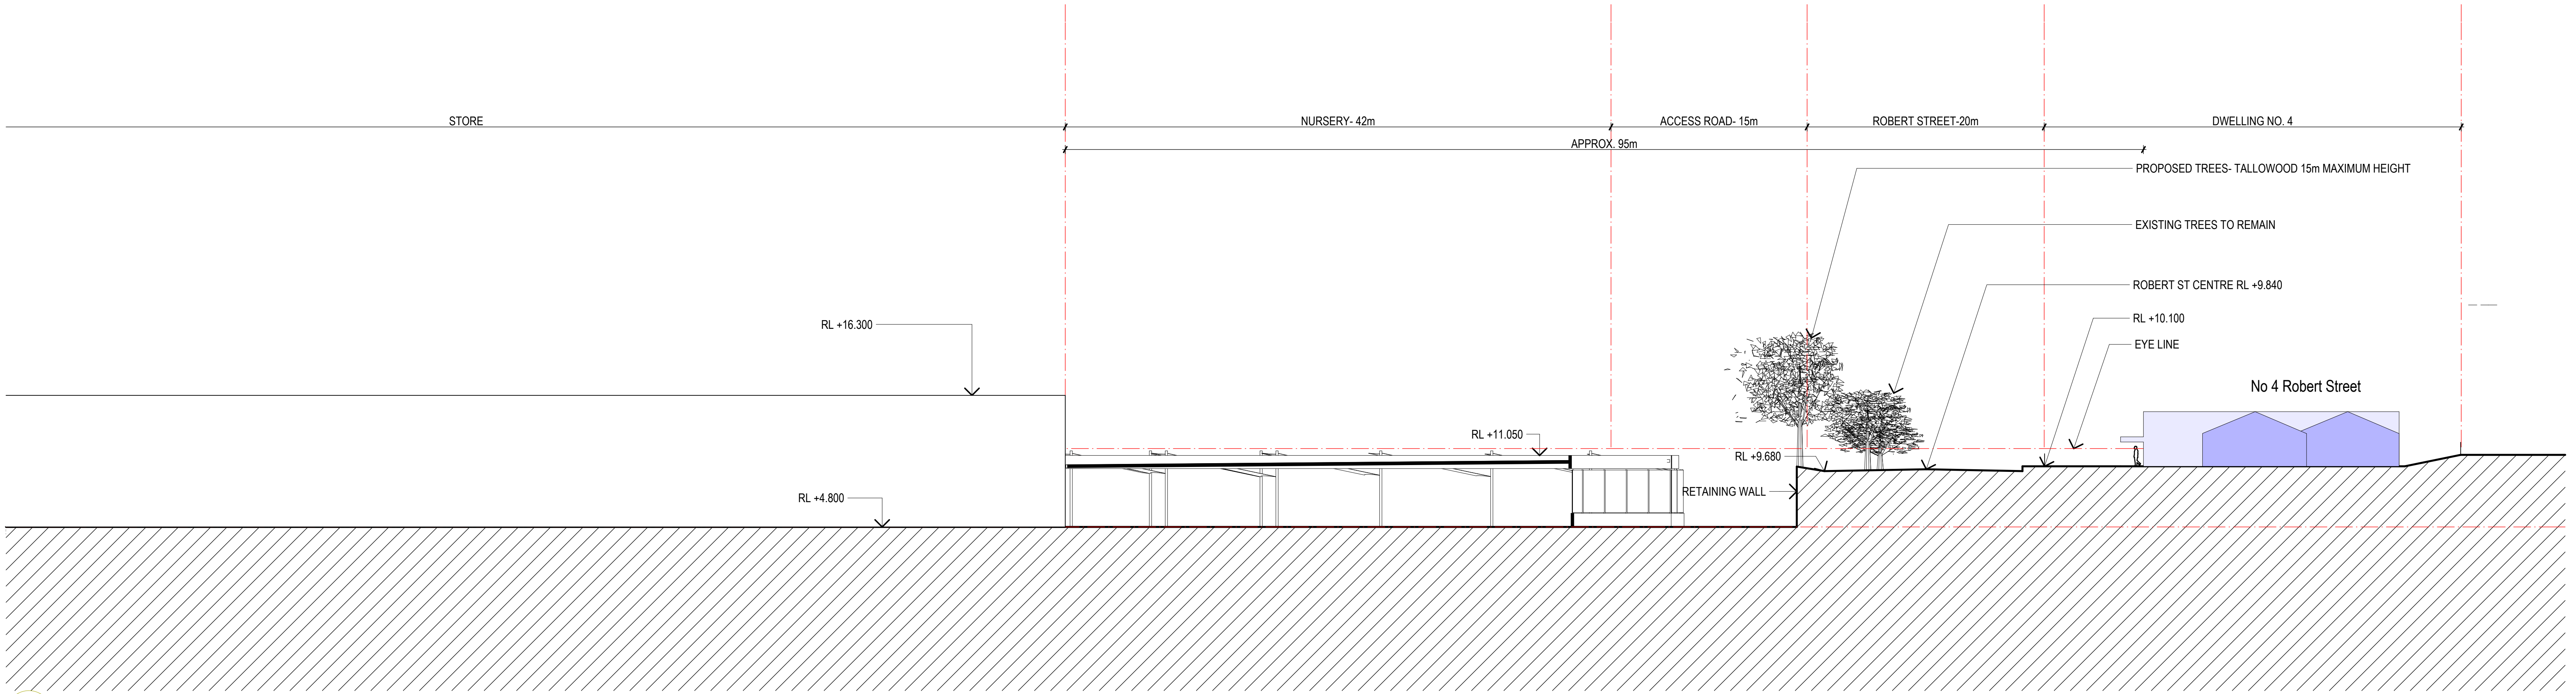 STORE
NURSERY- 42m
ACCESS ROAD- 15m
ROBERT STREET-20m
DWELLING NO. 4
APPROX. 95m
PROPOSED TREES- TALLOWOOD 15m MAXIMUM HEIGHT
EXISTING TREES TO REMAIN
ROBERT ST CENTRE RL +9.840
RL +10.100
RL +16.300
EYE LINE
No 4 Robert Street
RL +11.050
RL +9.680
RETAINING WALL
RL +4.800